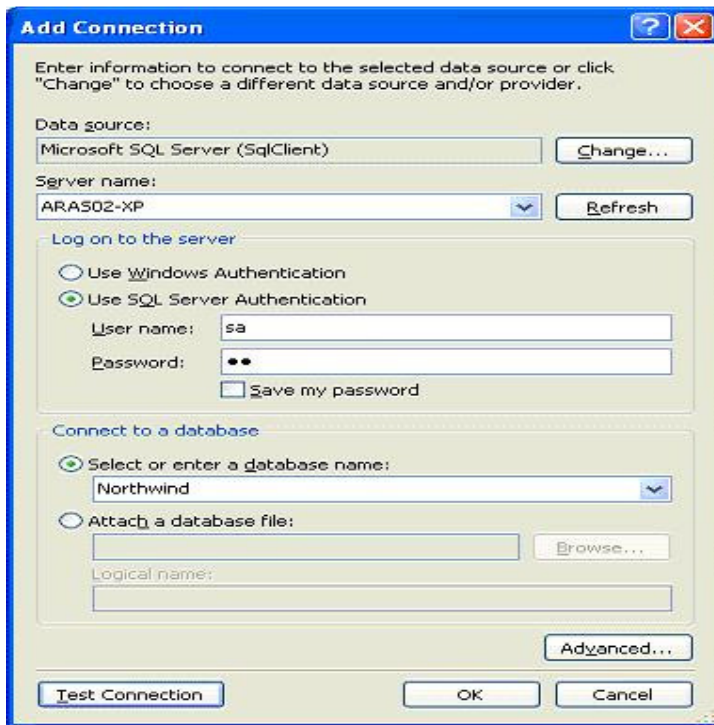 Add Connection
Enter information to connect to the selected data source or click
"Change" to choose a different data source and/or provider.
Data source:
Microsoft SQL Server (SqlClient)
Change...
Server name:
ARAS02-XP
Refresh
Log on to the server
Use Windows Authentication
Use SQL Server Authentication
User name:
sa
Password:
●●
Save my password
Connect to a database
Select or enter a database name:
Northwind
Attach a database file:
Browse...
Logical name:
Advanced...
Test Connection
OK
Cancel